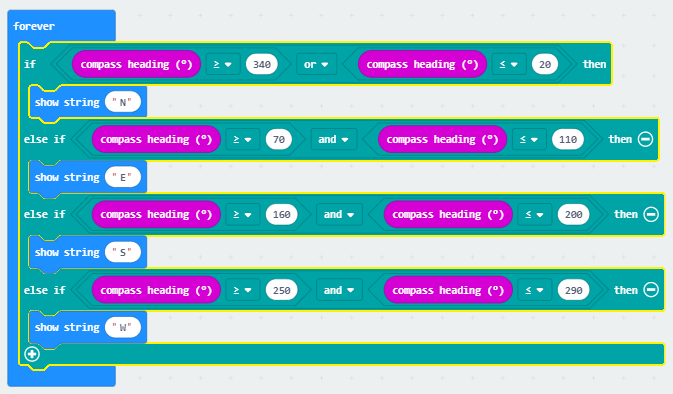 forever
if compass heading (°) ≥ 340 or compass heading (°) ≤ 20 then
show string "N"
else if compass heading (°) ≥ 70 and compass heading (°) ≤ 110 then
show string "E"
else if compass heading (°) ≥ 160 and compass heading (°) ≤ 200 then
show string "S"
else if compass heading (°) ≥ 250 and compass heading (°) ≤ 290 then
show string "W"